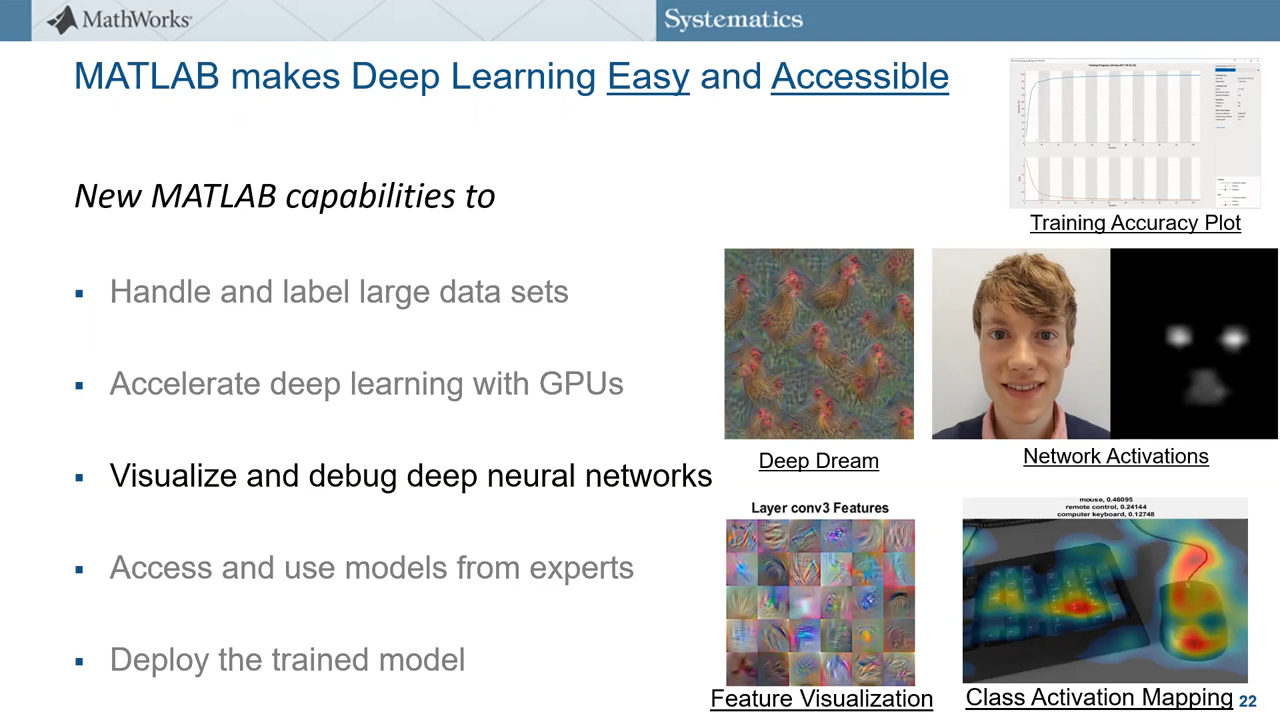 MathWorks
Systematics
MATLAB makes Deep Learning Easy and Accessible
New MATLAB capabilities to
▪ Handle and label large data sets
▪ Accelerate deep learning with GPUs
▪ Visualize and debug deep neural networks
▪ Access and use models from experts
▪ Deploy the trained model
Training Accuracy Plot
Deep Dream
Network Activations
Layer conv3 Features
Feature Visualization
mouse, 0.46095
remote control, 0.24144
computer keyboard, 0.12748
Class Activation Mapping
22